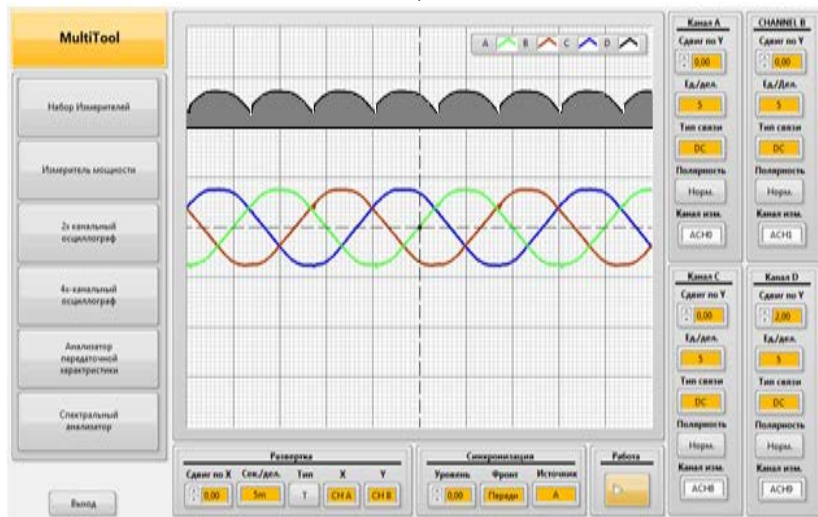 MultiTool
Набор Измерителей
Измеритель мощности
2х канальный
осциллограф
4х-канальный
осциллограф
Анализатор
передаточной
характристики
Спектральный
анализатор
Выход
A B C D
Развертка
Сдвиг по X Сек./дел. Тип X Y
0,00 5m T CH A CH B
Синхронизация
Уровень Фронт Источник
0,00 Передн A
Работа
Канал A
Сдвиг по Y
0,00
Ед/дел.
5
Тип связи
DC
Полярность
Норм.
Канал изм.
ACH0
CHANNEL B
Сдвиг по Y
0,00
Ед/Дел.
5
Тип связи
DC
Полярность
Норм.
Канал изм.
ACH1
Канал C
Сдвиг по Y
0,00
Ед/дел.
5
Тип связи
DC
Полярность
Норм.
Канал изм.
ACH8
Канал D
Сдвиг по Y
2,00
Ед/дел.
5
Тип связи
DC
Полярность
Норм.
Канал изм.
ACH9